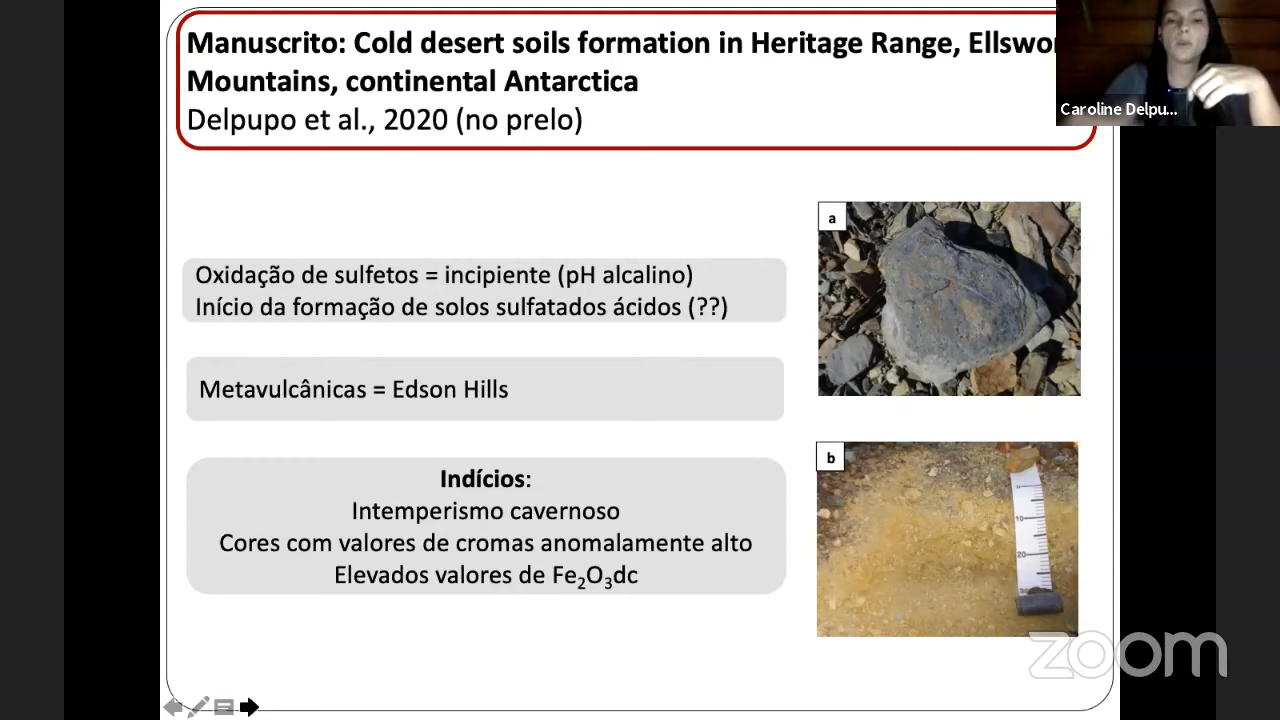 Manuscrito: Cold desert soils formation in Heritage Range,
Mountains, continental Antarctica
Delpupo et al., 2020 (no prelo)
Caroline Delpu...
a
Oxidação de sulfetos = incipiente (pH alcalino)
Início da formação de solos sulfatados ácidos (??)
Metavulcânicas = Edson Hills
b
Indícios:
Intemperismo cavernoso
Cores com valores de cromas anomalamente alto
Elevados valores de Fe₂O₃dc
10
20
zoom